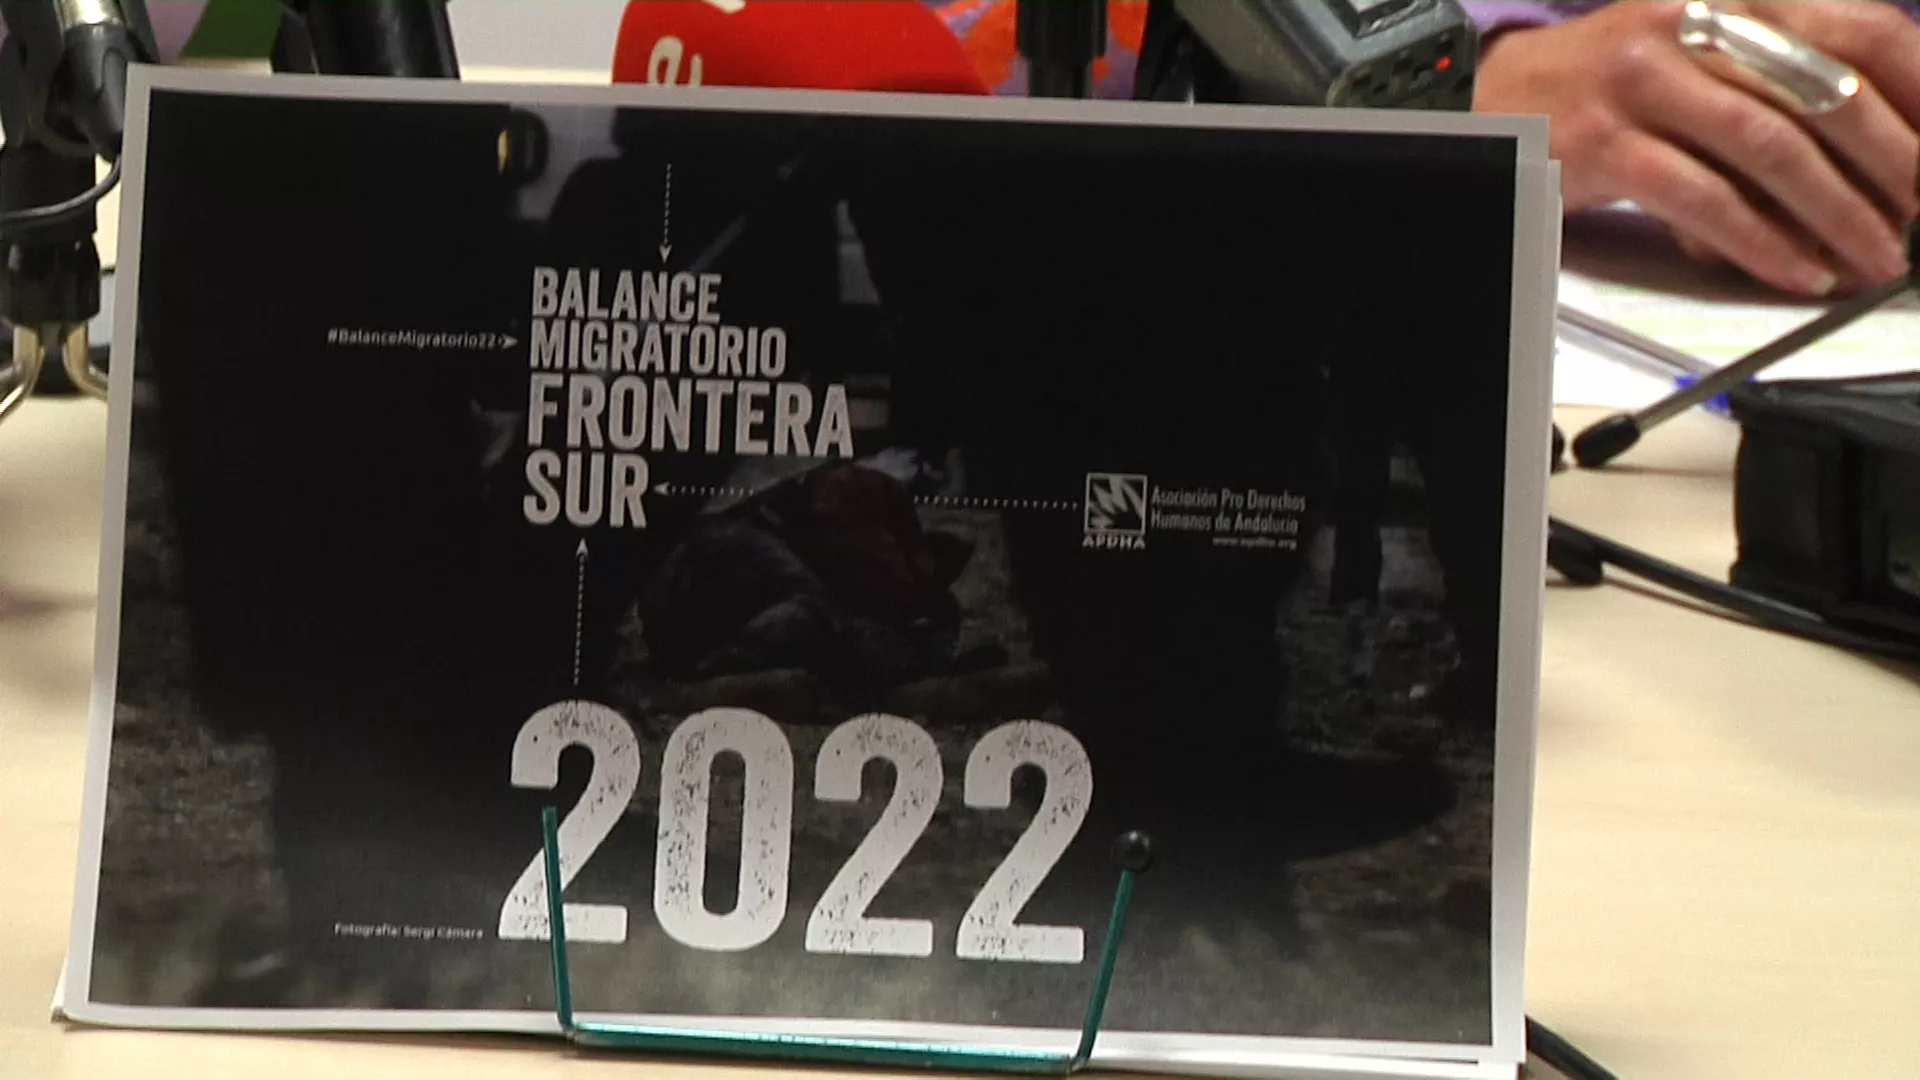 BALANCE
MIGRATORIO
FRONTERA
SUR
#BalanceMigratorio22
APDHA
Asociación Pro Derechos
Humanos de Andalucía
www.apdha.org
2022
Fotografía: Sergi Cámara